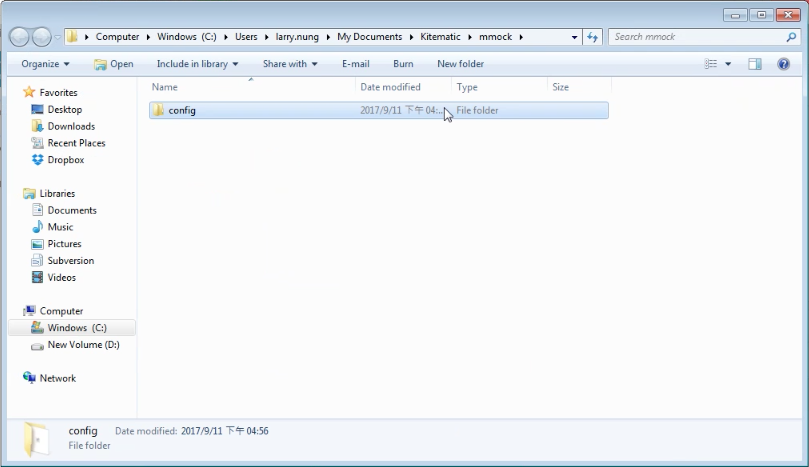 Computer Windows (C:) Users larry.nung My Documents Kitematic mmock Search mmock
Organize Open Include in library Share with E-mail Burn New folder
Name Date modified Type Size
config 2017/9/11 下午 04:... File folder
Favorites
Desktop
Downloads
Recent Places
Dropbox
Libraries
Documents
Music
Pictures
Subversion
Videos
Computer
Windows (C:)
New Volume (D:)
Network
config Date modified: 2017/9/11 下午 04:56
File folder